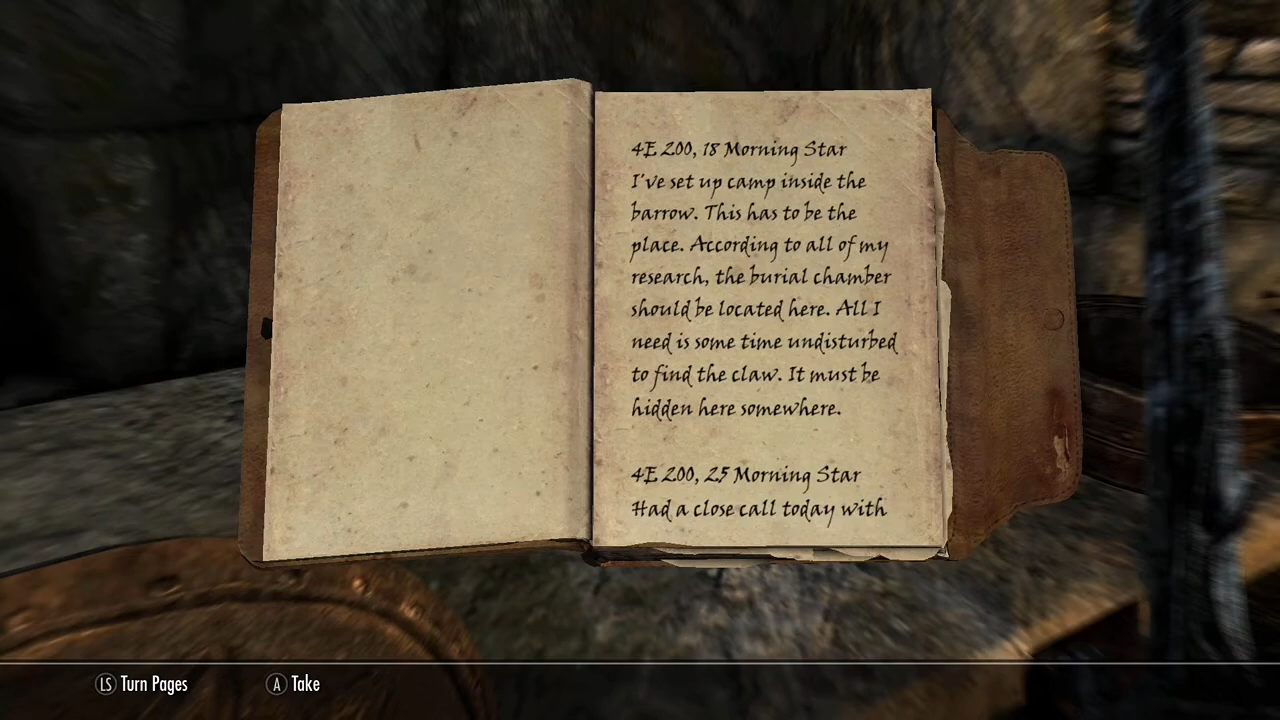 4E 200, 18 Morning Star
I've set up camp inside the
barrow. This has to be the
place. According to all of my
research, the burial chamber
should be located here. All I
need is some time undisturbed
to find the claw. It must be
hidden here somewhere.
4E 200, 25 Morning Star
Had a close call today with
LS Turn Pages
A Take